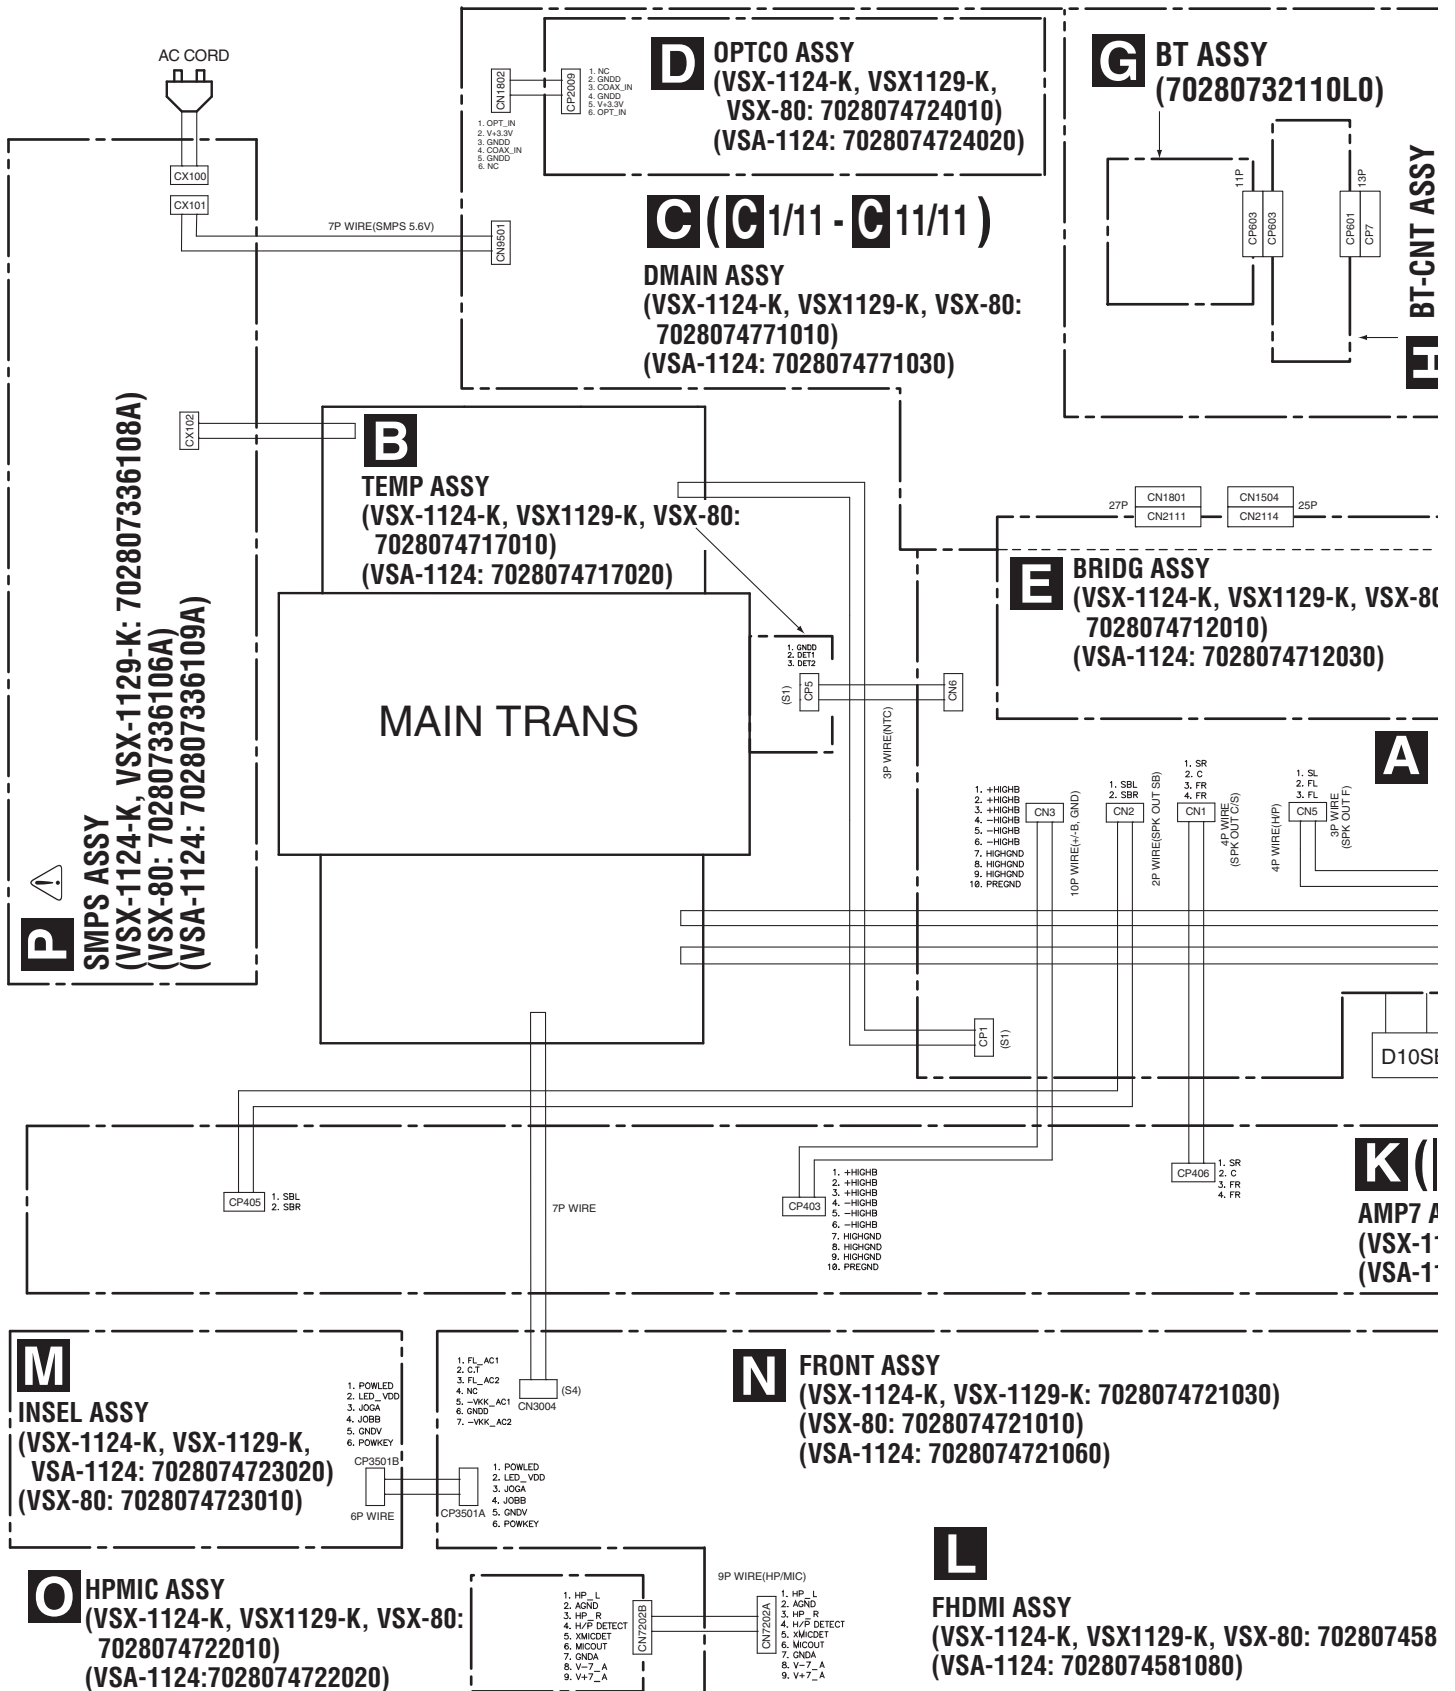 AC CORD
CX100
CX101
7P WIRE(SMPS 5.6V)
CN9501
CN1802
CP2009
1. NC
2. GNDD
3. COAX_IN
4. GNDD
5. V+3.3V
6. OPT_IN
1. OPT_IN
2. V+3.3V
3. GNDD
4. COAX_IN
5. GNDD
6. NC
D OPTCO ASSY
(VSX-1124-K, VSX1129-K,
VSX-80: 7028074724010)
(VSA-1124: 7028074724020)
C ( C 1/11 - C 11/11 )
DMAIN ASSY
(VSX-1124-K, VSX1129-K, VSX-80:
7028074771010)
(VSA-1124: 7028074771030)
G BT ASSY
(70280732110L0)
11P
CP603
CP603
13P
CP601
CP7
H BT-CNT ASSY
CX102
B
TEMP ASSY
(VSX-1124-K, VSX1129-K, VSX-80:
7028074717010)
(VSA-1124: 7028074717020)
MAIN TRANS
1. GNDD
2. DET1
3. DET2
(S1)
CP5
3P WIRE(NTC)
CN6
27P
CN1801
CN2111
CN1504
CN2114
25P
E BRIDG ASSY
(VSX-1124-K, VSX1129-K, VSX-80
7028074712010)
(VSA-1124: 7028074712030)
A
P
SMPS ASSY
(VSX-1124-K, VSX-1129-K: 702807336108A)
(VSX-80: 702807336106A)
(VSA-1124: 702807336109A)
1. +HIGHB
2. +HIGHB
3. +HIGHB
4. -HIGHB
5. -HIGHB
6. -HIGHB
7. HIGHGND
8. HIGHGND
9. HIGHGND
10. PREGND
CN3
10P WIRE(+/-B, GND)
1. SBL
2. SBR
CN2
2P WIRE(SPK OUT SB)
1. SR
2. C
3. FR
4. FR
CN1
4P WIRE
(SPK OUT C/S)
4P WIRE(H/P)
1. SL
2. FL
3. FL
CN5
3P WIRE
(SPK OUT F)
CP1
(S1)
D10SB
CP405
1. SBL
2. SBR
7P WIRE
CP403
1. +HIGHB
2. +HIGHB
3. +HIGHB
4. -HIGHB
5. -HIGHB
6. -HIGHB
7. HIGHGND
8. HIGHGND
9. HIGHGND
10. PREGND
CP406
1. SR
2. C
3. FR
4. FR
K (
AMP7 A
(VSX-11
(VSA-11
M
INSEL ASSY
(VSX-1124-K, VSX-1129-K,
VSA-1124: 7028074723020)
(VSX-80: 7028074723010)
1. POWLED
2. LED_VDD
3. JOGA
4. JOBB
5. GNDV
6. POWKEY
CP3501B
6P WIRE
1. FL_AC1
2. C.T
3. FL_AC2
4. NC
5. -VKK_AC1
6. GNDD
7. -VKK_AC2
(S4)
CN3004
CP3501A
1. POWLED
2. LED_VDD
3. JOGA
4. JOBB
5. GNDV
6. POWKEY
N FRONT ASSY
(VSX-1124-K, VSX-1129-K: 7028074721030)
(VSX-80: 7028074721010)
(VSA-1124: 7028074721060)
O HPMIC ASSY
(VSX-1124-K, VSX1129-K, VSX-80:
7028074722010)
(VSA-1124:7028074722020)
1. HP_L
2. AGND
3. HP_R
4. H/P DETECT
5. XMICDET
6. MICOUT
7. GNDA
8. V-7_A
9. V+7_A
CN7202B
9P WIRE(HP/MIC)
CN7202A
1. HP_L
2. AGND
3. HP_R
4. H/P DETECT
5. XMICDET
6. MICOUT
7. GNDA
8. V-7_A
9. V+7_A
L
FHDMI ASSY
(VSX-1124-K, VSX1129-K, VSX-80: 702807458
(VSA-1124: 7028074581080)